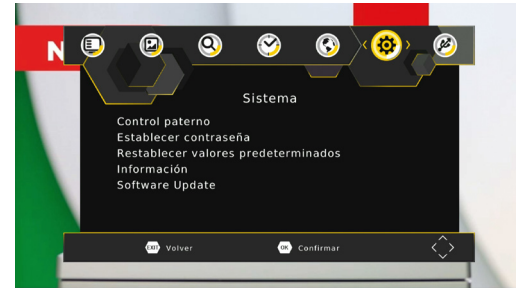 N
Sistema
Control paterno
Establecer contraseña
Restablecer valores predeterminados
Información
Software Update
EXIT Volver
OK Confirmar